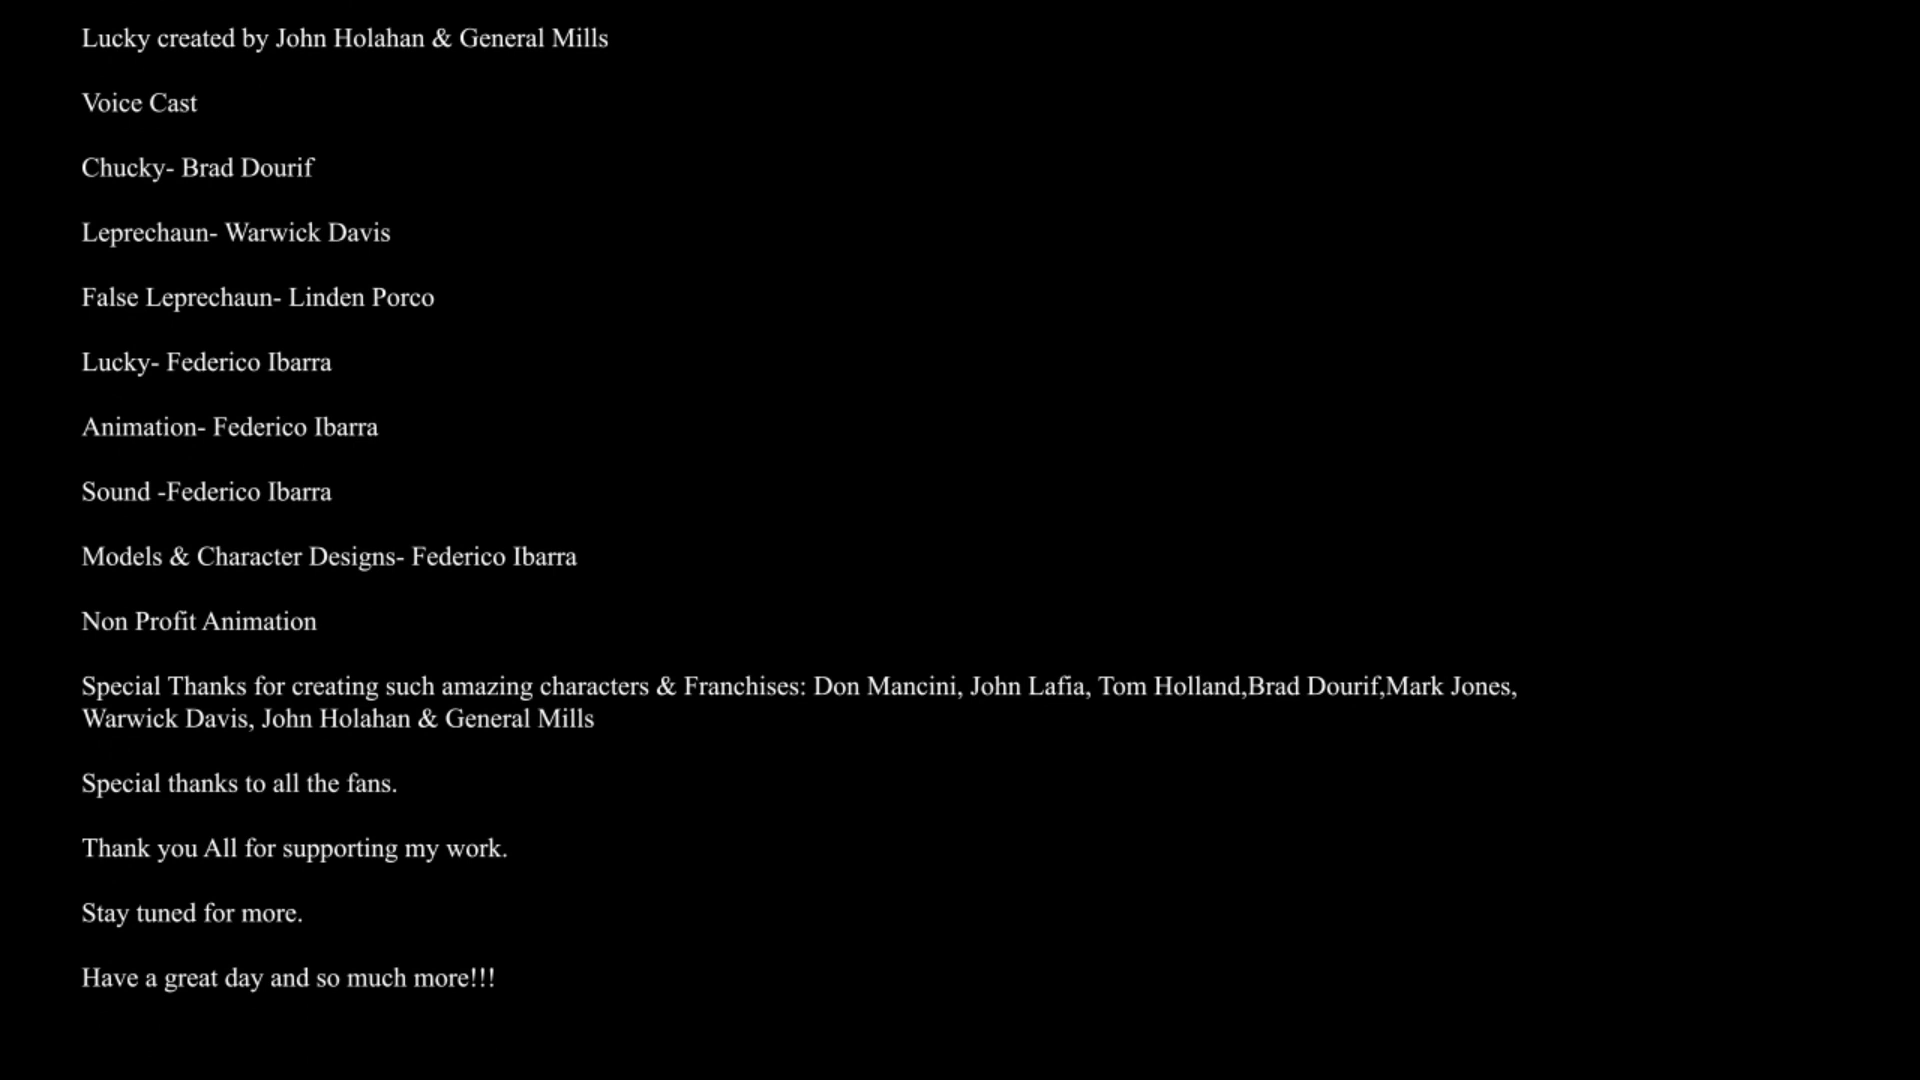 Lucky created by John Holahan & General Mills
Voice Cast
Chucky- Brad Dourif
Leprechaun- Warwick Davis
False Leprechaun- Linden Porco
Lucky- Federico Ibarra
Animation- Federico Ibarra
Sound -Federico Ibarra
Models & Character Designs- Federico Ibarra
Non Profit Animation
Special Thanks for creating such amazing characters & Franchises: Don Mancini, John Lafia, Tom Holland,Brad Dourif,Mark Jones,
Warwick Davis, John Holahan & General Mills
Special thanks to all the fans.
Thank you All for supporting my work.
Stay tuned for more.
Have a great day and so much more!!!